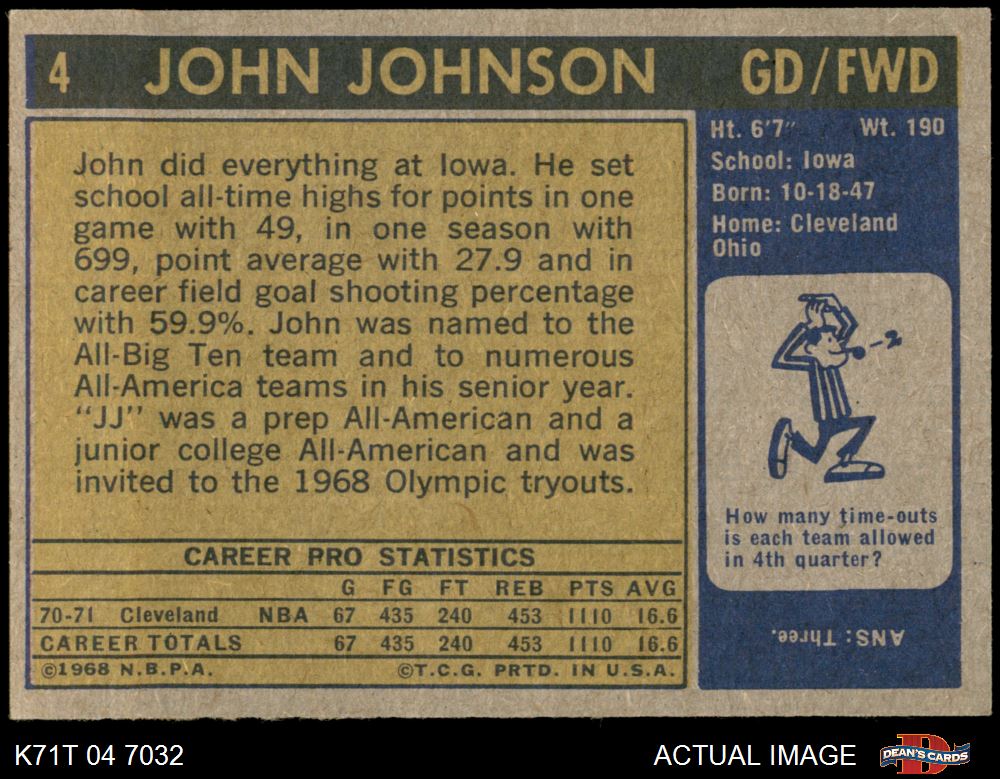 4 JOHN JOHNSON GD/FWD
John did everything at Iowa. He set
school all-time highs for points in one
game with 49, in one season with
699, point average with 27.9 and in
career field goal shooting percentage
with 59.9%. John was named to the
All-Big Ten team and to numerous
All-America teams in his senior year.
"JJ" was a prep All-American and a
junior college All-American and was
invited to the 1968 Olympic tryouts.
CAREER PRO STATISTICS
G FG FT REB PTS AVG
70-71 Cleveland NBA 67 435 240 453 1110 16.6
CAREER TOTALS 67 435 240 453 1110 16.6
©1968 N.B.P.A. ©T.C.G. PRTD. IN U.S.A.
Ht. 6'7" Wt. 190
School: Iowa
Born: 10-18-47
Home: Cleveland
Ohio
How many time-outs
is each team allowed
in 4th quarter?
ANS: Three.
K71T 04 7032 ACTUAL IMAGE DEAN'S CARDS